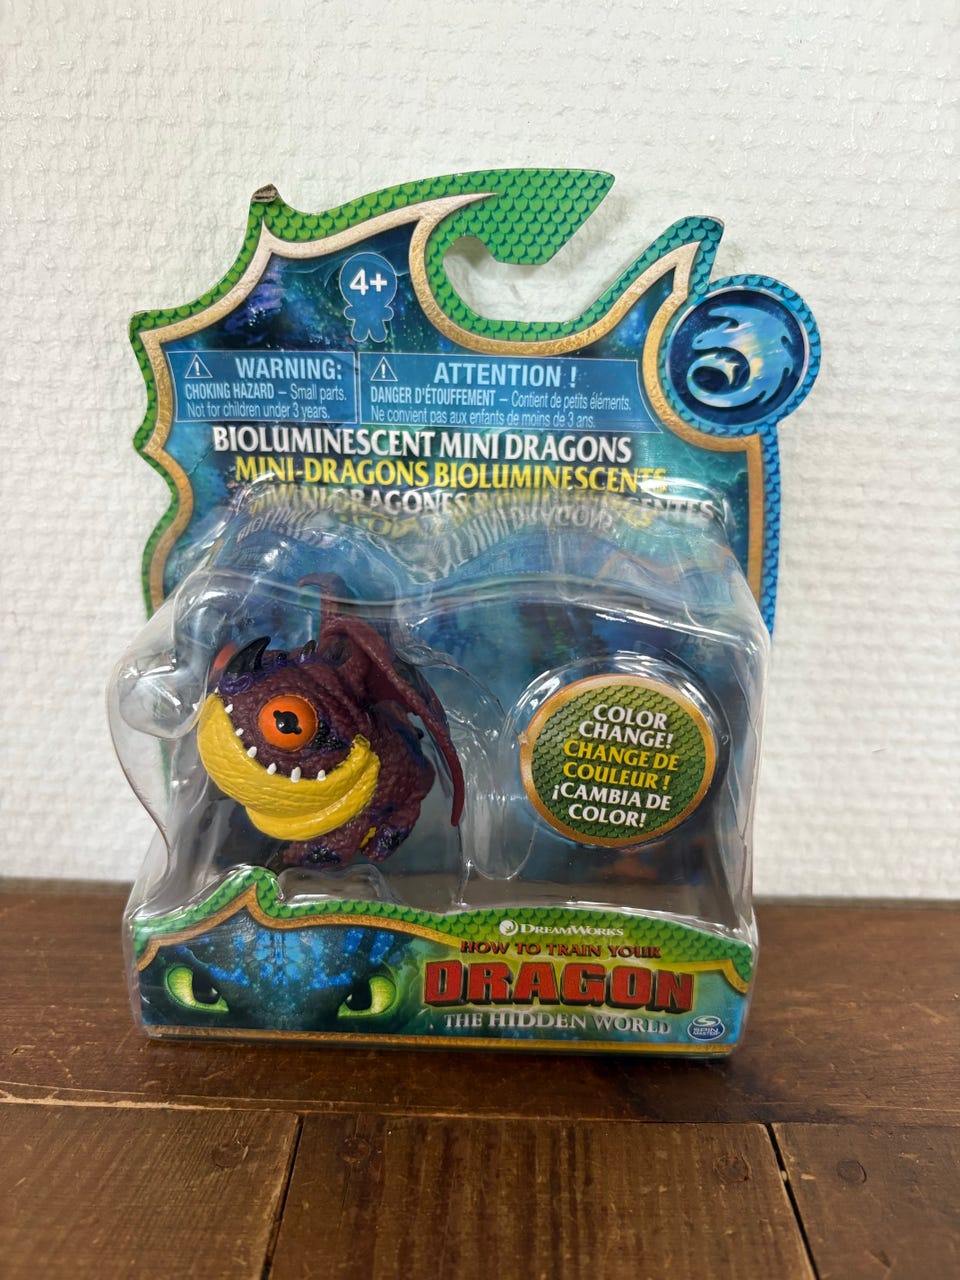 4+
WARNING:
CHOKING HAZARD – Small parts.
Not for children under 3 years.
ATTENTION !
DANGER D'ÉTOUFFEMENT – Contient de petits éléments.
Ne convient pas aux enfants de moins de 3 ans.
BIOLUMINESCENT MINI DRAGONS
MINI-DRAGONS BIOLUMINESCENTS
MINI DRAGONES
COLOR
CHANGE!
CHANGE DE
COULEUR !
¡CAMBIA DE
COLOR!
DREAMWORKS
HOW TO TRAIN YOUR
DRAGON
THE HIDDEN WORLD
SPIN
MASTER